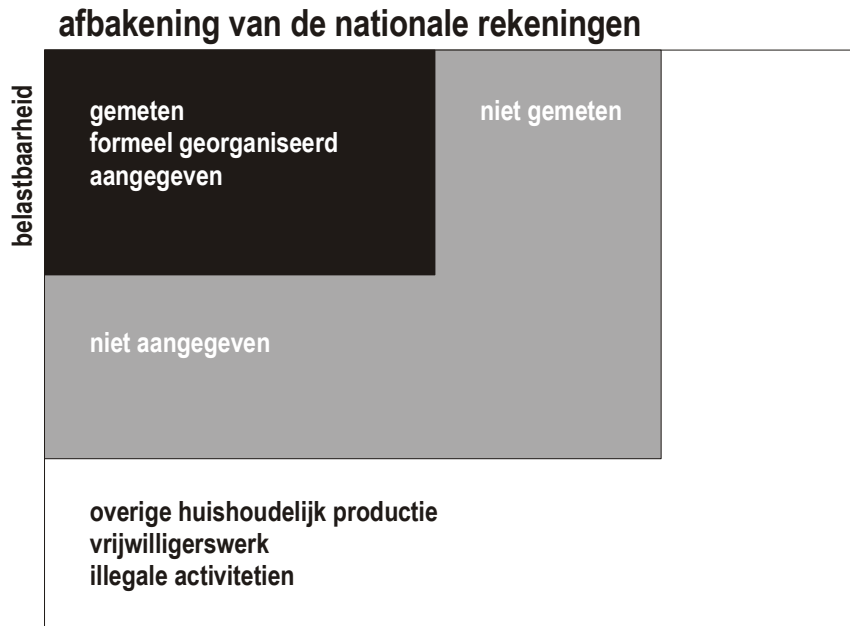 afbakening van de nationale rekeningen
belastbaarheid
gemeten
formeel georganiseerd
aangegeven
niet gemeten
niet aangegeven
overige huishoudelijk productie
vrijwilligerswerk
illegale activitetien